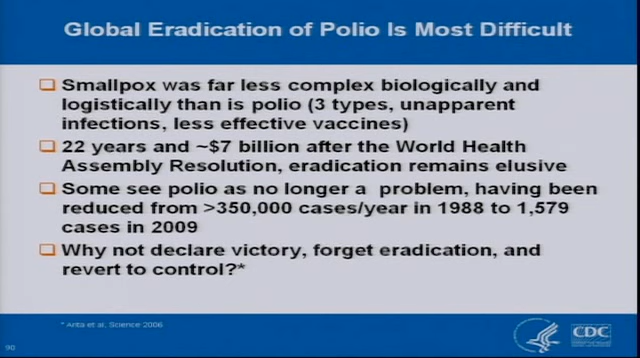 Global Eradication of Polio Is Most Difficult
Smallpox was far less complex biologically and
logistically than is polio (3 types, unapparent
infections, less effective vaccines)
22 years and ~$7 billion after the World Health
Assembly Resolution, eradication remains elusive
Some see polio as no longer a problem, having been
reduced from >350,000 cases/year in 1988 to 1,579
cases in 2009
Why not declare victory, forget eradication, and
revert to control?*
* Arita et al, Science 2006
90
CDC